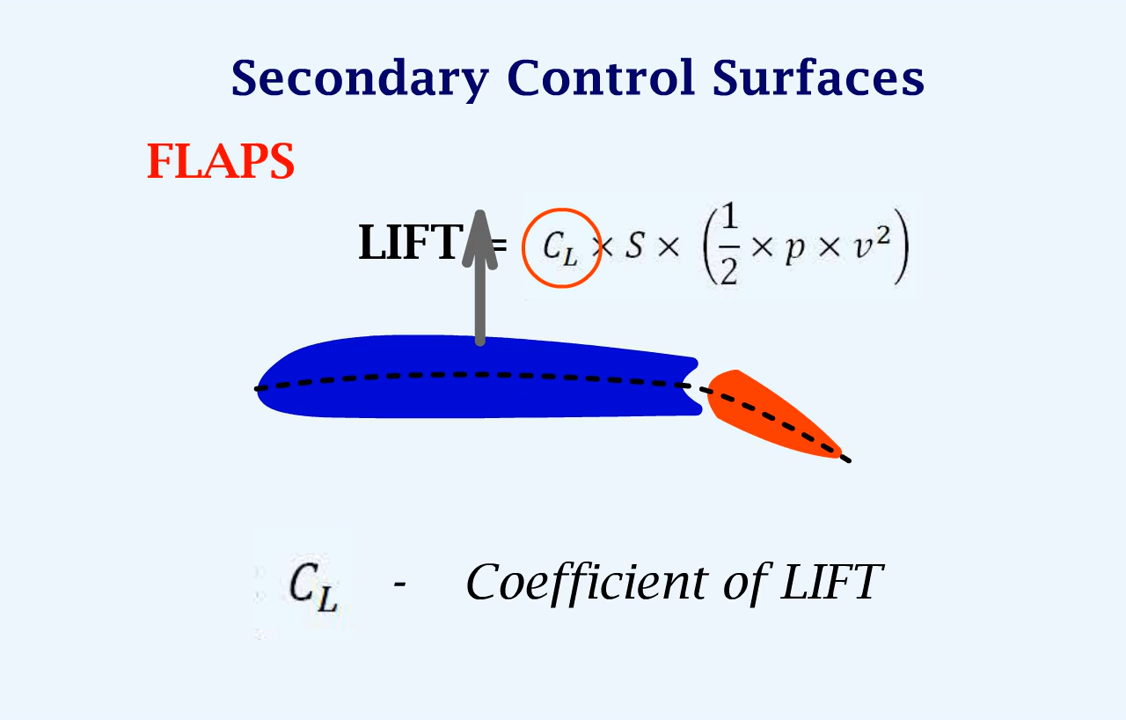 Secondary Control Surfaces
FLAPS
LIFT = C_L × S × (1/2 × p × v²)
C_L - Coefficient of LIFT